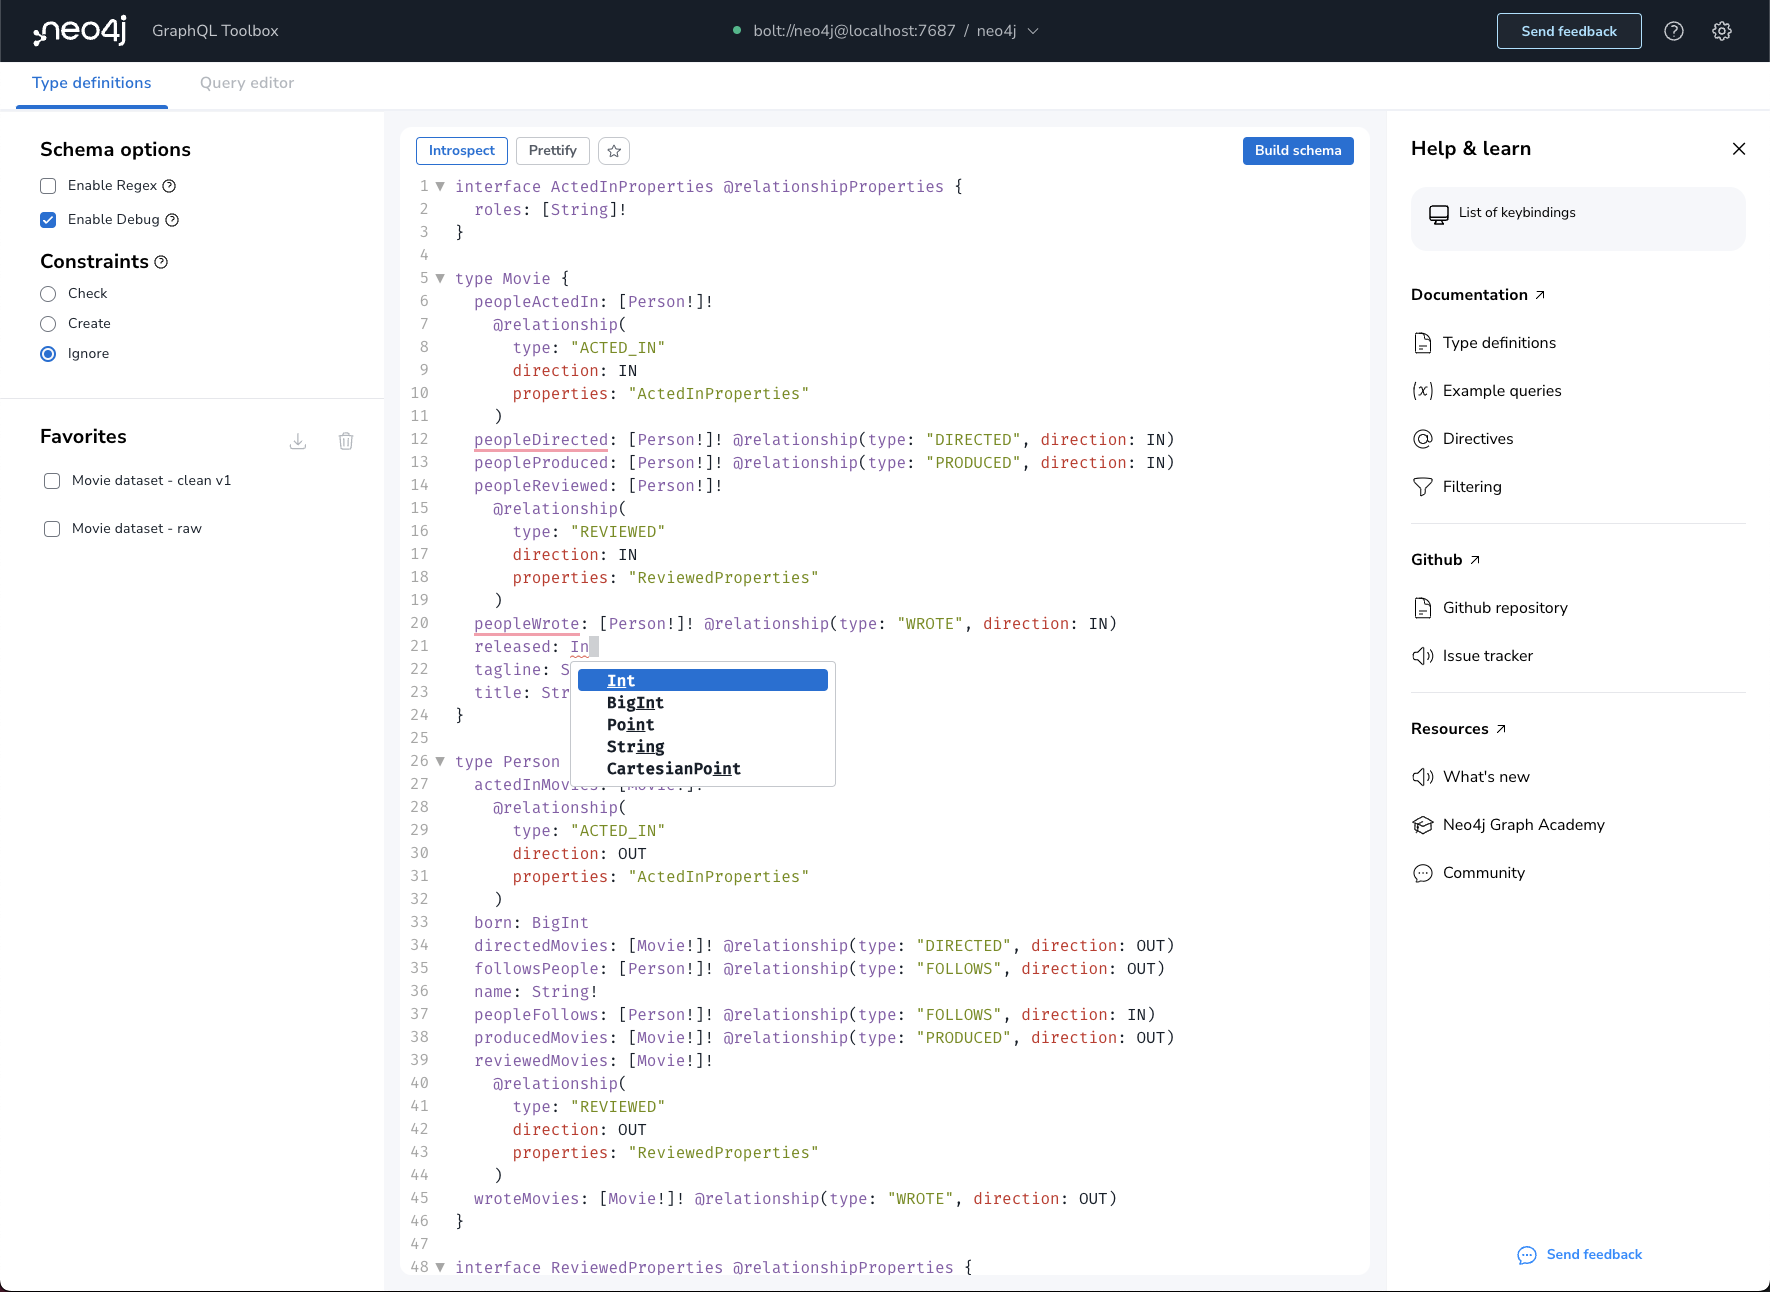 neo4j GraphQL Toolbox
bolt://neo4j@localhost:7687 / neo4j
Send feedback
Type definitions
Query editor
Schema options
Enable Regex
Enable Debug
Constraints
Check
Create
Ignore
Favorites
Movie dataset - clean v1
Movie dataset - raw
Introspect
Prettify
Build schema
1 interface ActedInProperties @relationshipProperties {
2 roles: [String]!
3 }
4
5 type Movie {
6 peopleActedIn: [Person!]!
7 @relationship(
8 type: "ACTED_IN"
9 direction: IN
10 properties: "ActedInProperties"
11 )
12 peopleDirected: [Person!]! @relationship(type: "DIRECTED", direction: IN)
13 peopleProduced: [Person!]! @relationship(type: "PRODUCED", direction: IN)
14 peopleReviewed: [Person!]!
15 @relationship(
16 type: "REVIEWED"
17 direction: IN
18 properties: "ReviewedProperties"
19 )
20 peopleWrote: [Person!]! @relationship(type: "WROTE", direction: IN)
21 released: In
22 tagline: S
23 title: Str
24 }
25
26 type Person
27 actedInMovies: [Movie!]!
28 @relationship(
29 type: "ACTED_IN"
30 direction: OUT
31 properties: "ActedInProperties"
32 )
33 born: BigInt
34 directedMovies: [Movie!]! @relationship(type: "DIRECTED", direction: OUT)
35 followsPeople: [Person!]! @relationship(type: "FOLLOWS", direction: OUT)
36 name: String!
37 peopleFollows: [Person!]! @relationship(type: "FOLLOWS", direction: IN)
38 producedMovies: [Movie!]! @relationship(type: "PRODUCED", direction: OUT)
39 reviewedMovies: [Movie!]!
40 @relationship(
41 type: "REVIEWED"
42 direction: OUT
43 properties: "ReviewedProperties"
44 )
45 wroteMovies: [Movie!]! @relationship(type: "WROTE", direction: OUT)
46 }
47
48 interface ReviewedProperties @relationshipProperties {
Int
BigInt
Point
String
CartesianPoint
Help & learn
List of keybindings
Documentation
Type definitions
(x) Example queries
Directives
Filtering
Github
Github repository
Issue tracker
Resources
What's new
Neo4j Graph Academy
Community
Send feedback